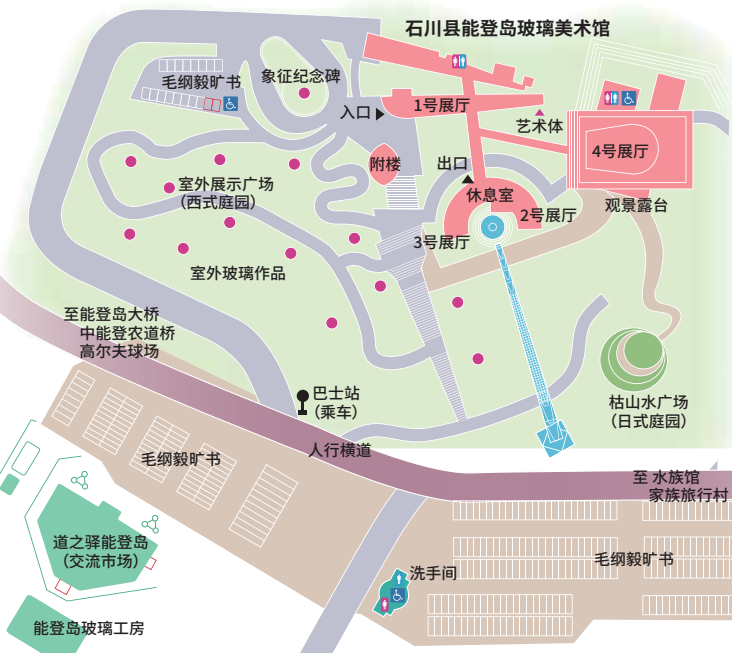 石川县能登岛玻璃美术馆
毛纲毅旷书
象征纪念碑
入口
1号展厅
艺术体
4号展厅
附楼
出口
休息室
2号展厅
3号展厅
观景露台
室外展示广场
（西式庭园）
室外玻璃作品
至能登岛大桥
中能登农道桥
高尔夫球场
巴士站
（乘车）
人行横道
枯山水广场
（日式庭园）
至 水族馆
家族旅行村
毛纲毅旷书
毛纲毅旷书
道之驿能登岛
（交流市场）
洗手间
能登岛玻璃工房